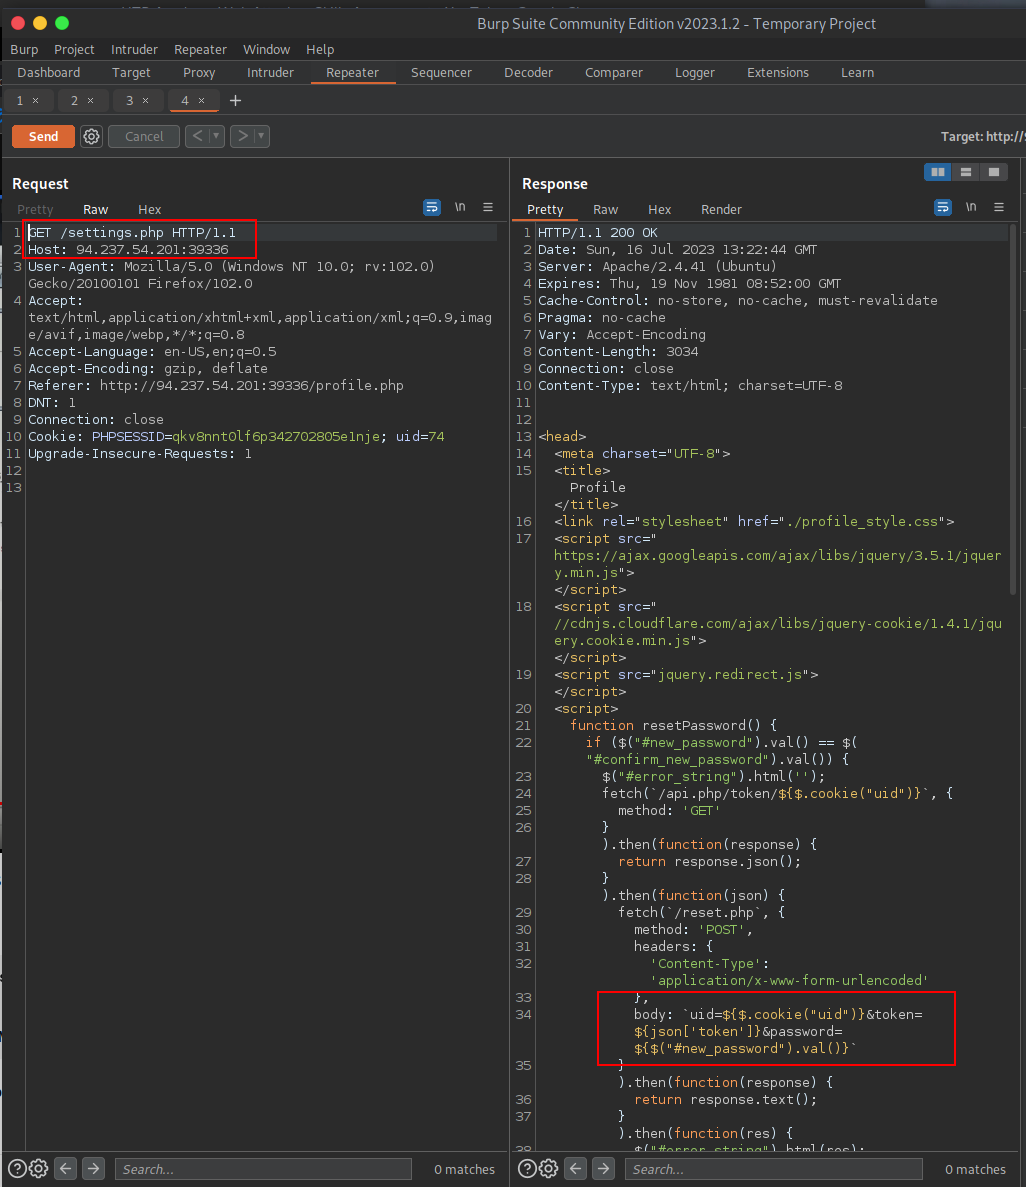 Burp Suite Community Edition v2023.1.2 - Temporary Project
Burp Project Intruder Repeater Window Help
Dashboard Target Proxy Intruder Repeater Sequencer Decoder Comparer Logger Extensions Learn
1 × 2 × 3 × 4 × +
Send Cancel < > Target: http://
Request
Pretty Raw Hex \n
1 GET /settings.php HTTP/1.1
2 Host: 94.237.54.201:39336
3 User-Agent: Mozilla/5.0 (Windows NT 10.0; rv:102.0)
Gecko/20100101 Firefox/102.0
4 Accept:
text/html,application/xhtml+xml,application/xml;q=0.9,imag
e/avif,image/webp,*/*;q=0.8
5 Accept-Language: en-US,en;q=0.5
6 Accept-Encoding: gzip, deflate
7 Referer: http://94.237.54.201:39336/profile.php
8 DNT: 1
9 Connection: close
10 Cookie: PHPSESSID=qkv8nnt0lf6p342702805e1nje; uid=74
11 Upgrade-Insecure-Requests: 1
12
13
Search... 0 matches
Response
Pretty Raw Hex Render \n
1 HTTP/1.1 200 OK
2 Date: Sun, 16 Jul 2023 13:22:44 GMT
3 Server: Apache/2.4.41 (Ubuntu)
4 Expires: Thu, 19 Nov 1981 08:52:00 GMT
5 Cache-Control: no-store, no-cache, must-revalidate
6 Pragma: no-cache
7 Vary: Accept-Encoding
8 Content-Length: 3034
9 Connection: close
10 Content-Type: text/html; charset=UTF-8
11
12
13 <head>
14 <meta charset="UTF-8">
15 <title>
Profile
</title>
16 <link rel="stylesheet" href="./profile_style.css">
17 <script src="
https://ajax.googleapis.com/ajax/libs/jquery/3.5.1/jquer
y.min.js">
</script>
18 <script src="
//cdnjs.cloudflare.com/ajax/libs/jquery-cookie/1.4.1/jqu
ery.cookie.min.js">
</script>
19 <script src="jquery.redirect.js">
</script>
20 <script>
21 function resetPassword() {
22 if ($("#new_password").val() == $(
"#confirm_new_password").val()) {
23 $("#error_string").html('');
24 fetch(`/api.php/token/${$.cookie("uid")}`, {
25 method: 'GET'
26 }
).then(function(response) {
27 return response.json();
28 }
).then(function(json) {
29 fetch(`/reset.php`, {
30 method: 'POST',
31 headers: {
32 'Content-Type':
'application/x-www-form-urlencoded'
33 },
34 body: `uid=${$.cookie("uid")}&token=
${json['token']}&password=
${$("#new_password").val()}`
35 }
).then(function(response) {
36 return response.text();
37 }
).then(function(res) {
38 $("#error_string").html(res);
Search... 0 matches